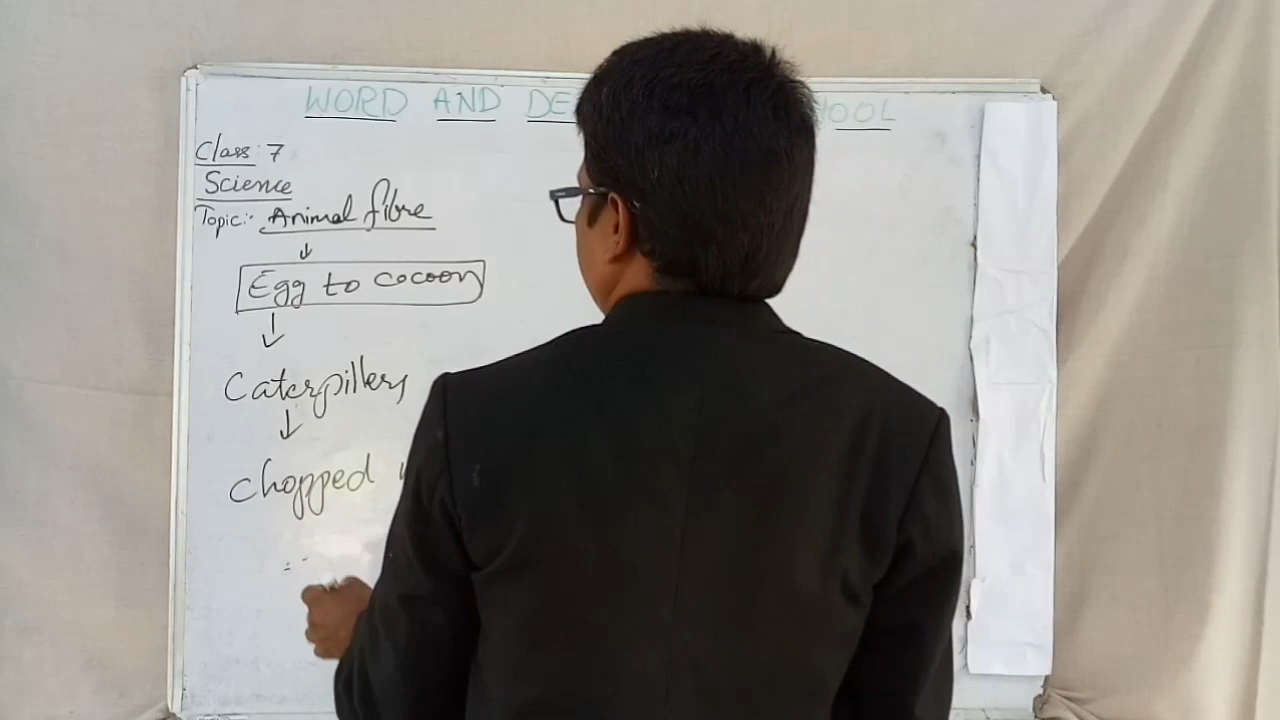 WORD AND
Class: 7
Science
Topic:- Animal fibre
Egg to cocoon
Caterpillers
chopped